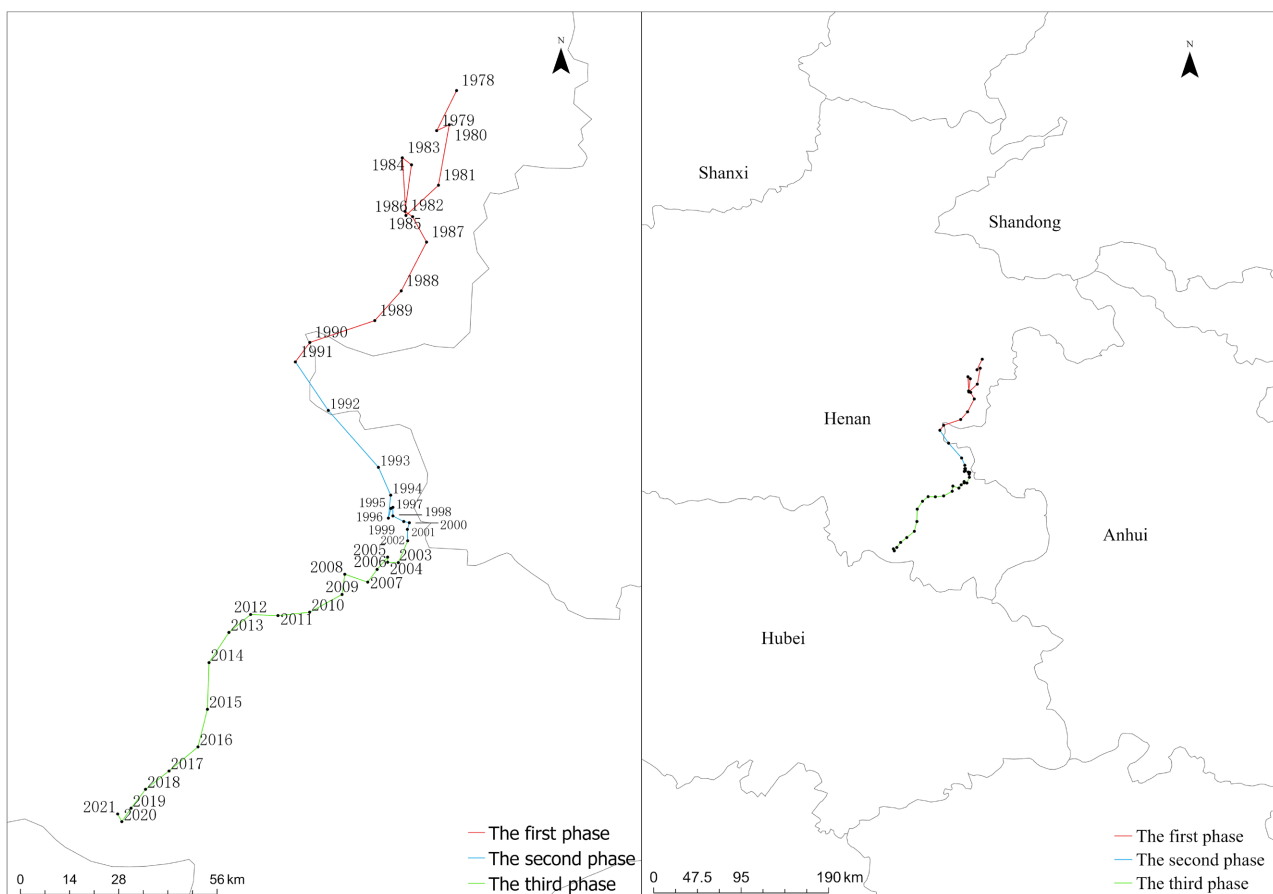 N
1978
1979
1980
1983
1984
1981
1986
1982
1985
1987
1988
1989
1990
1991
1992
1993
1994
1995
1997
1996
1998
1999
2000
2001
2002
2005
2003
2006
2004
2008
2007
2009
2010
2012
2011
2013
2014
2015
2016
2017
2018
2019
2021
2020
The first phase
The second phase
The third phase
0 14 28 56 km
N
Shanxi
Shandong
Henan
Anhui
Hubei
The first phase
The second phase
The third phase
0 47.5 95 190 km